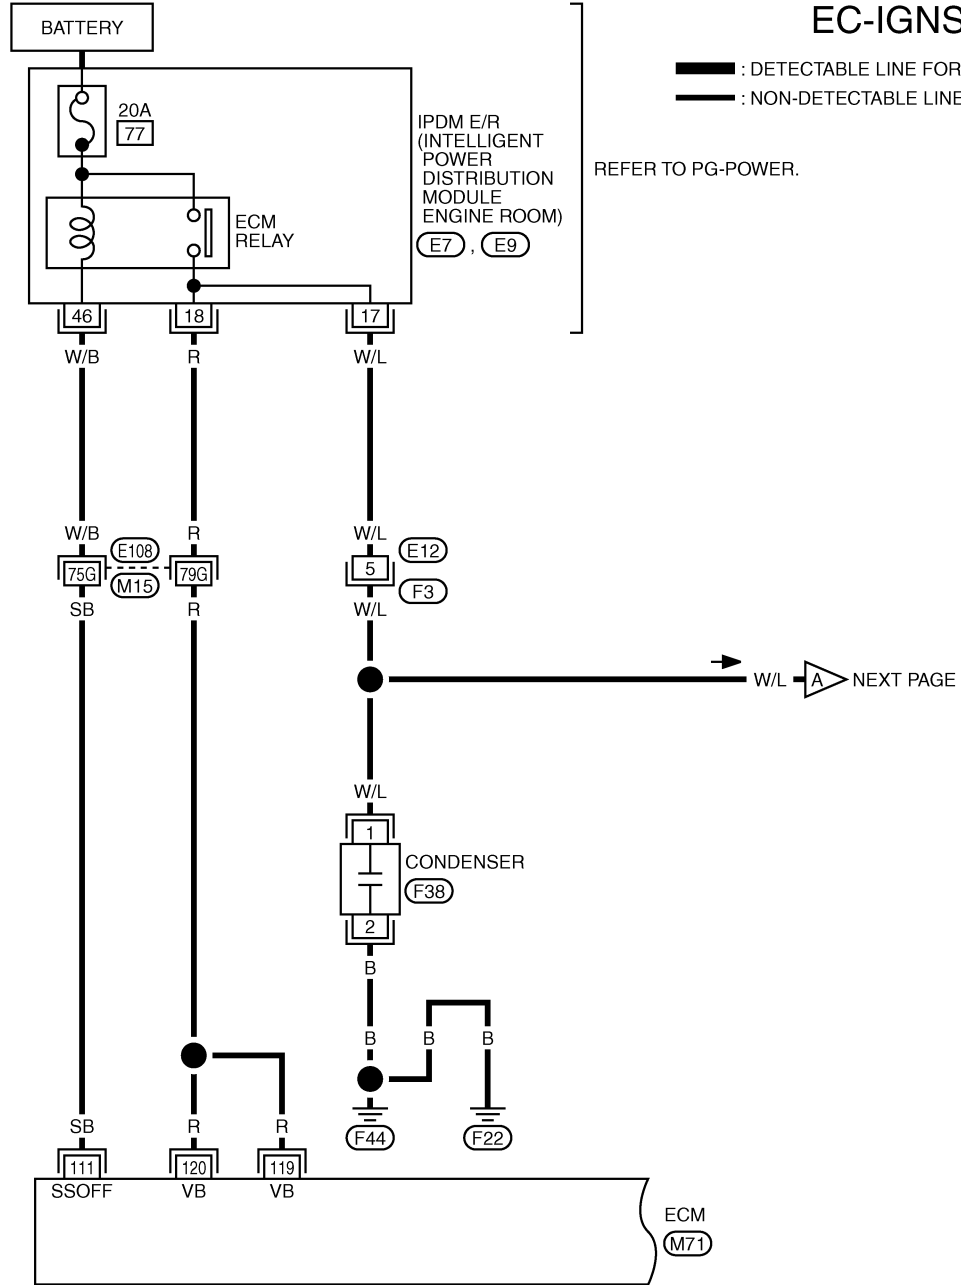 EC-IGNS
BATTERY
: DETECTABLE LINE FOR
: NON-DETECTABLE LINE
20A
77
IPDM E/R
(INTELLIGENT
POWER
DISTRIBUTION
MODULE
ENGINE ROOM)
E7 , E9
REFER TO PG-POWER.
ECM
RELAY
46 18 17
W/B R W/L
W/B R W/L
E108 E12
75G 79G 5
M15 F3
SB R W/L
W/L A NEXT PAGE
W/L
1
CONDENSER
F38
2
B
B B B
SB R R
F44 F22
111 120 119
SSOFF VB VB
ECM
M71